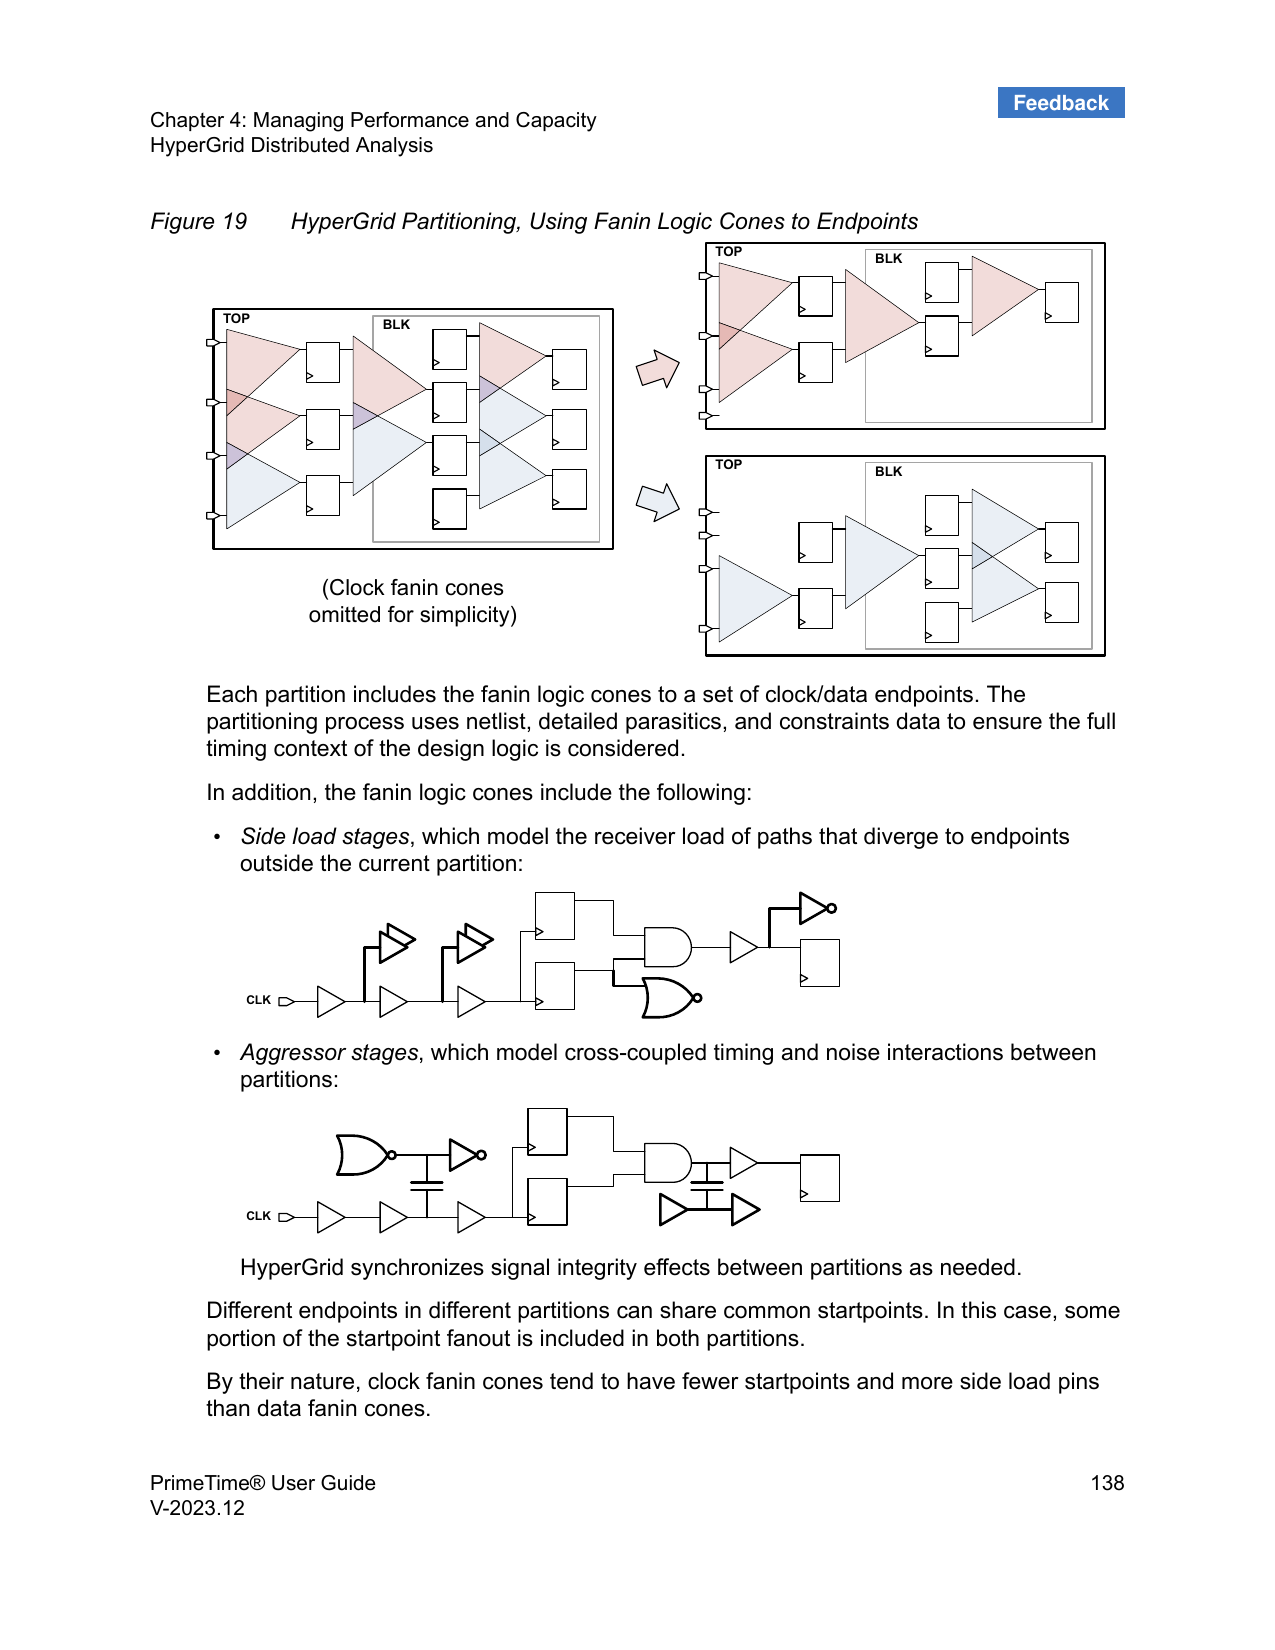 Feedback
Chapter 4: Managing Performance and Capacity
HyperGrid Distributed Analysis
Figure 19 HyperGrid Partitioning, Using Fanin Logic Cones to Endpoints
TOP
BLK
TOP
BLK
TOP
BLK
(Clock fanin cones
omitted for simplicity)
Each partition includes the fanin logic cones to a set of clock/data endpoints. The
partitioning process uses netlist, detailed parasitics, and constraints data to ensure the full
timing context of the design logic is considered.
In addition, the fanin logic cones include the following:
• Side load stages, which model the receiver load of paths that diverge to endpoints
outside the current partition:
CLK
• Aggressor stages, which model cross-coupled timing and noise interactions between
partitions:
CLK
HyperGrid synchronizes signal integrity effects between partitions as needed.
Different endpoints in different partitions can share common startpoints. In this case, some
portion of the startpoint fanout is included in both partitions.
By their nature, clock fanin cones tend to have fewer startpoints and more side load pins
than data fanin cones.
PrimeTime® User Guide 138
V-2023.12